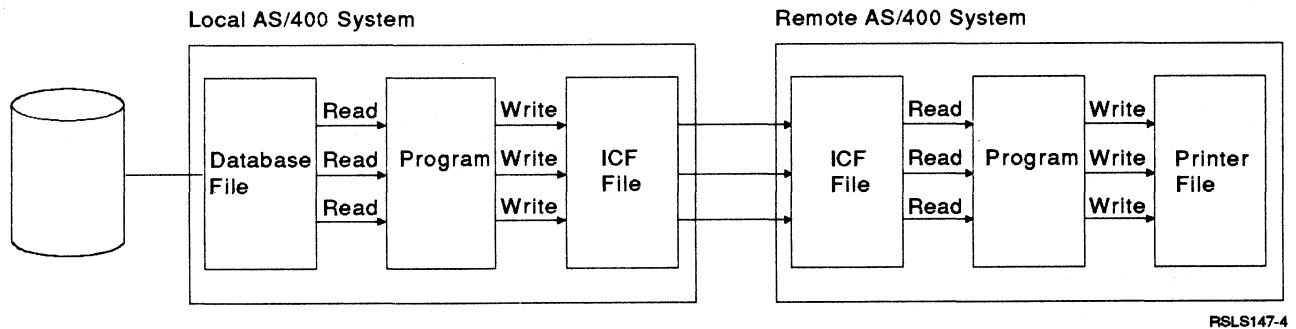 Local AS/400 System
Remote AS/400 System
Database
File
Read
Read
Read
Program
Write
Write
Write
ICF
File
ICF
File
Read
Read
Read
Program
Write
Write
Write
Printer
File
RSLS147-4